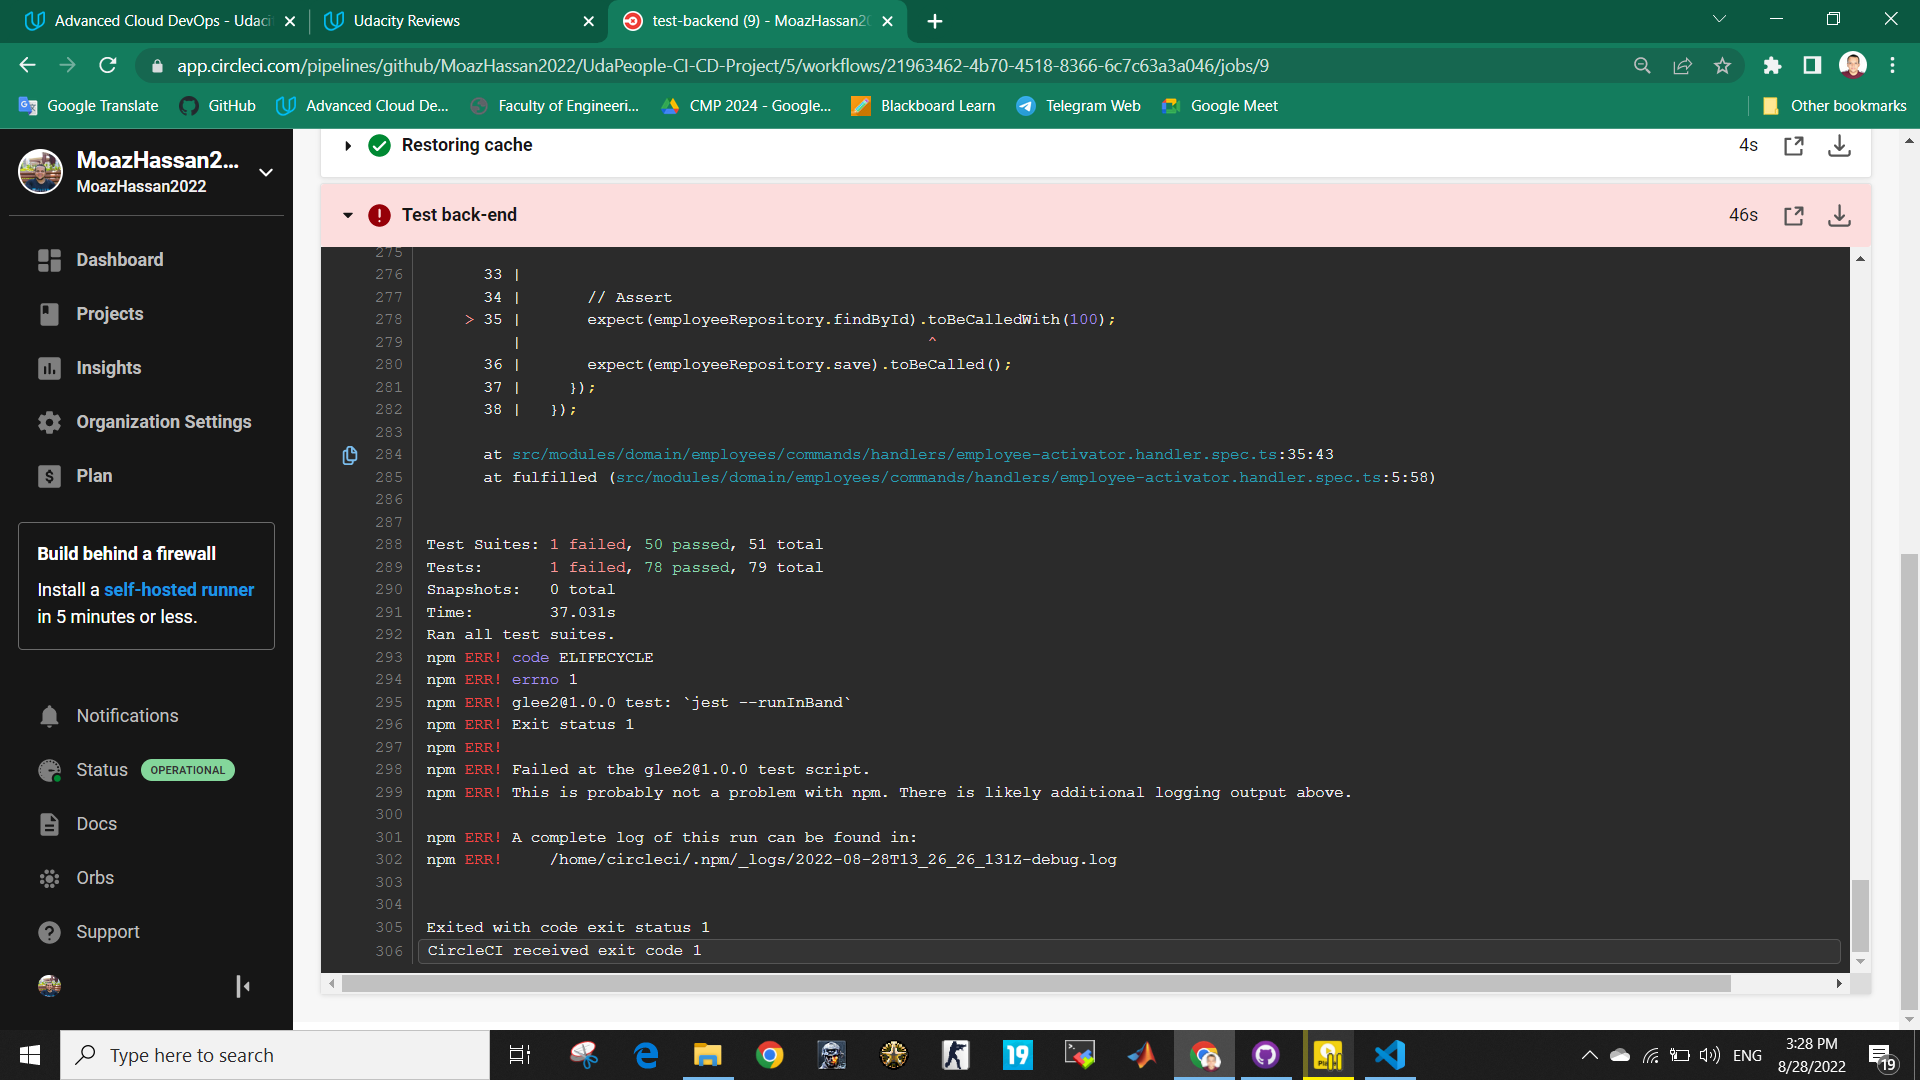 Advanced Cloud DevOps - Udaci
Udacity Reviews
test-backend (9) - MoazHassan20
app.circleci.com/pipelines/github/MoazHassan2022/UdaPeople-CI-CD-Project/5/workflows/21963462-4b70-4518-8366-6c7c63a3a046/jobs/9
Google Translate
GitHub
Advanced Cloud De...
Faculty of Engineeri...
CMP 2024 - Google...
Blackboard Learn
Telegram Web
Google Meet
Other bookmarks
MoazHassan2...
MoazHassan2022
Dashboard
Projects
Insights
Organization Settings
Plan
Build behind a firewall
Install a self-hosted runner
in 5 minutes or less.
Notifications
Status OPERATIONAL
Docs
Orbs
Support
Restoring cache 4s
Test back-end 46s
275
276 33 |
277 34 | // Assert
278 > 35 | expect(employeeRepository.findById).toBeCalledWith(100);
279 | ^
280 36 | expect(employeeRepository.save).toBeCalled();
281 37 | });
282 38 | });
283
284 at src/modules/domain/employees/commands/handlers/employee-activator.handler.spec.ts:35:43
285 at fulfilled (src/modules/domain/employees/commands/handlers/employee-activator.handler.spec.ts:5:58)
286
287
288 Test Suites: 1 failed, 50 passed, 51 total
289 Tests: 1 failed, 78 passed, 79 total
290 Snapshots: 0 total
291 Time: 37.031s
292 Ran all test suites.
293 npm ERR! code ELIFECYCLE
294 npm ERR! errno 1
295 npm ERR! glee2@1.0.0 test: `jest --runInBand`
296 npm ERR! Exit status 1
297 npm ERR!
298 npm ERR! Failed at the glee2@1.0.0 test script.
299 npm ERR! This is probably not a problem with npm. There is likely additional logging output above.
300
301 npm ERR! A complete log of this run can be found in:
302 npm ERR! /home/circleci/.npm/_logs/2022-08-28T13_26_26_131Z-debug.log
303
304
305 Exited with code exit status 1
306 CircleCI received exit code 1
Type here to search
19
ENG
3:28 PM
8/28/2022
19